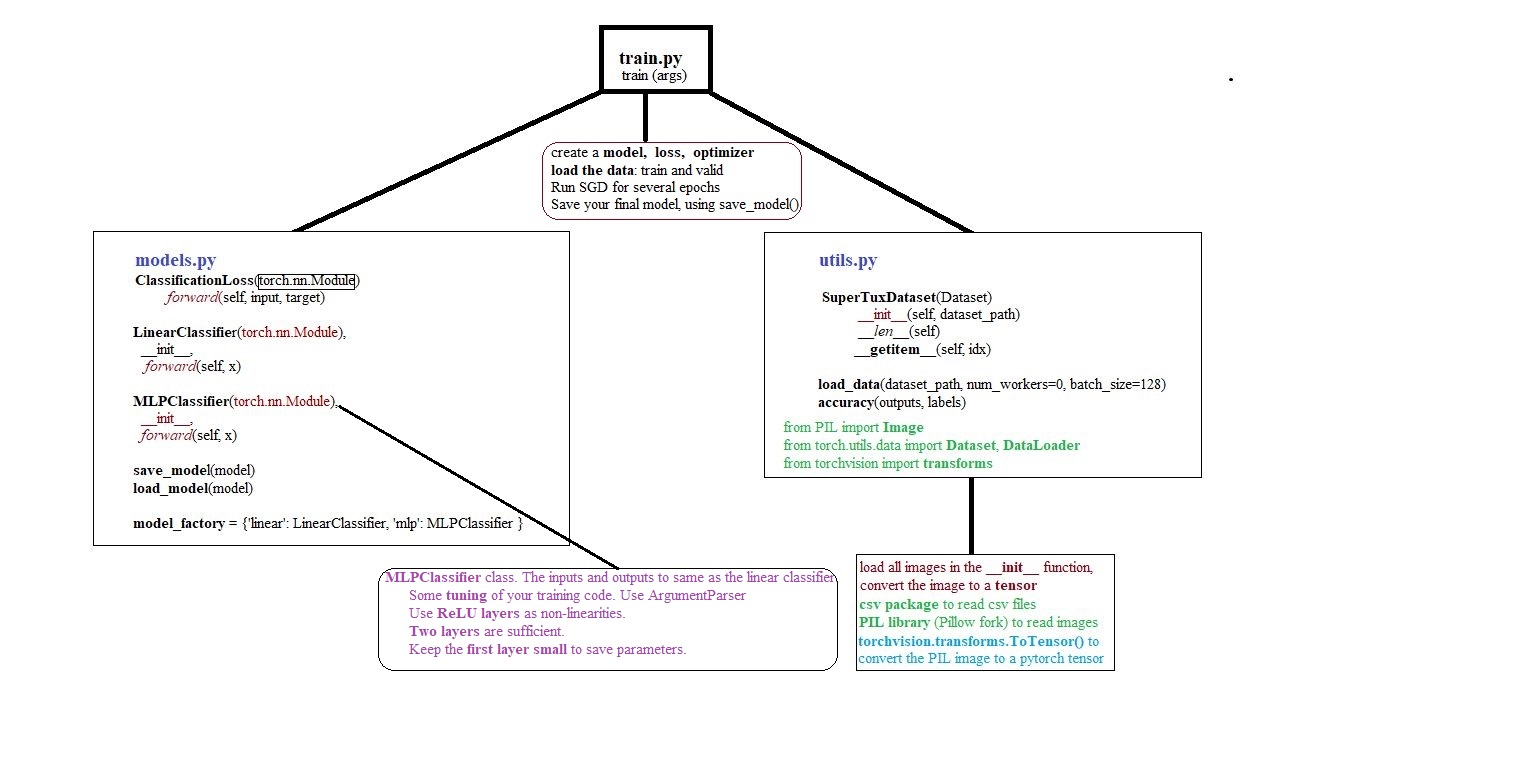 train.py
train (args)
create a model, loss, optimizer
load the data: train and valid
Run SGD for several epochs
Save your final model, using save_model()
models.py
ClassificationLoss(torch.nn.Module)
forward(self, input, target)
LinearClassifier(torch.nn.Module),
__init__,
forward(self, x)
MLPClassifier(torch.nn.Module),
__init__,
forward(self, x)
save_model(model)
load_model(model)
model_factory = {'linear': LinearClassifier, 'mlp': MLPClassifier }
utils.py
SuperTuxDataset(Dataset)
__init__(self, dataset_path)
__len__(self)
__getitem__(self, idx)
load_data(dataset_path, num_workers=0, batch_size=128)
accuracy(outputs, labels)
from PIL import Image
from torch.utils.data import Dataset, DataLoader
from torchvision import transforms
MLPClassifier class. The inputs and outputs to same as the linear classifier
Some tuning of your training code. Use ArgumentParser
Use ReLU layers as non-linearities.
Two layers are sufficient.
Keep the first layer small to save parameters.
load all images in the __init__ function,
convert the image to a tensor
csv package to read csv files
PIL library (Pillow fork) to read images
torchvision.transforms.ToTensor() to
convert the PIL image to a pytorch tensor